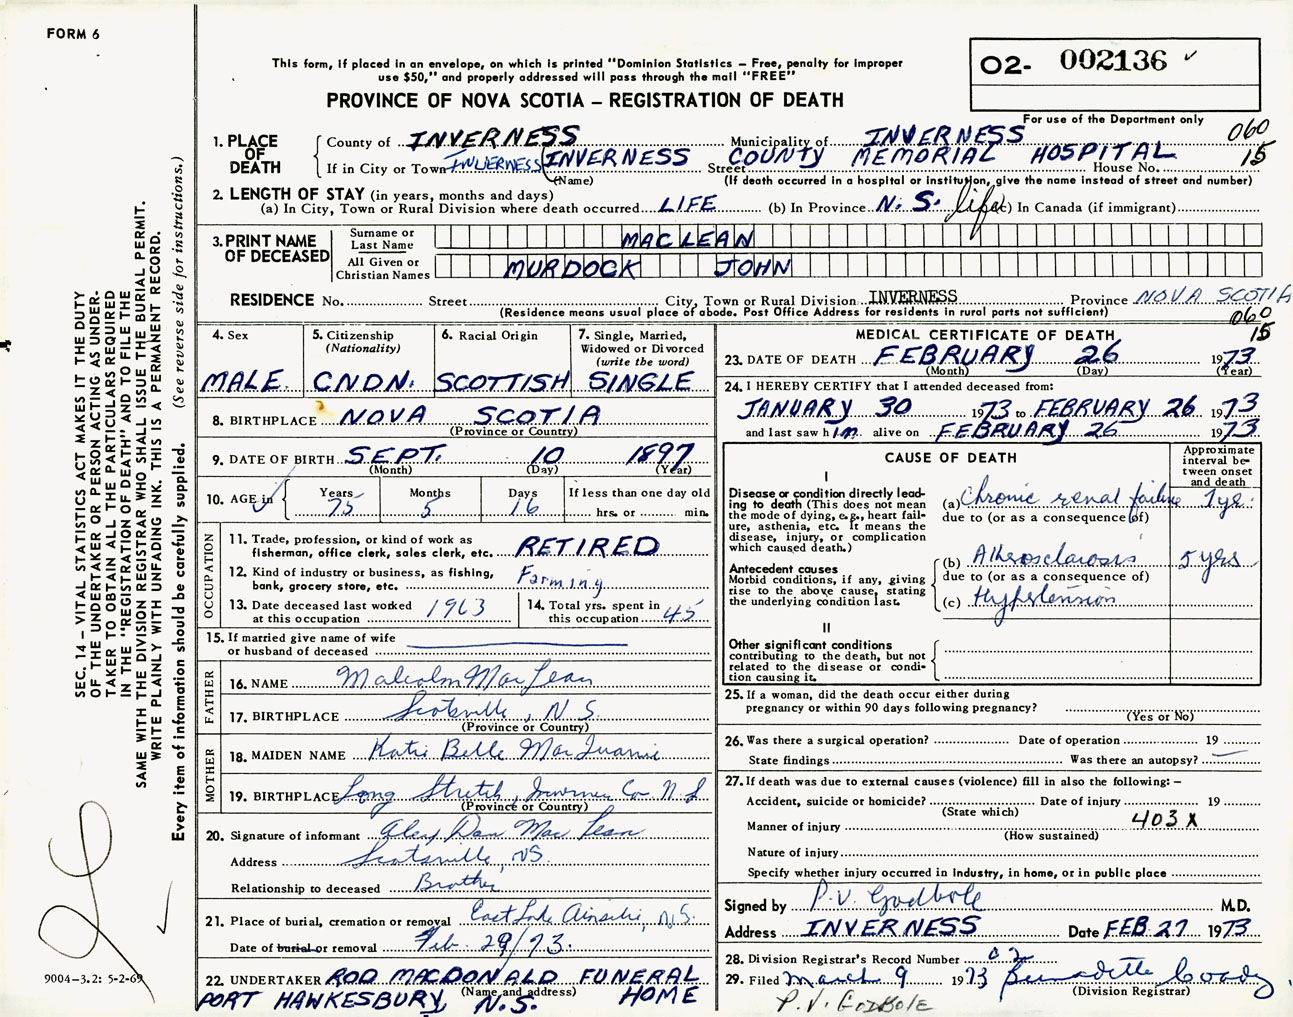 FORM 6
This form, if placed in an envelope, on which is printed "Dominion Statistics – Free, penalty for improper
use $50," and properly addressed will pass through the mail "FREE"
PROVINCE OF NOVA SCOTIA – REGISTRATION OF DEATH
O2- 002136 ✓
For use of the Department only
060
15
1. PLACE OF DEATH
County of INVERNESS Municipality of INVERNESS
If in City or Town INVERNESS INVERNESS Street COUNTY MEMORIAL HOSPITAL House No.
(Name) (If death occurred in a hospital or institution, give the name instead of street and number)
2. LENGTH OF STAY (in years, months and days)
(a) In City, Town or Rural Division where death occurred LIFE (b) In Province N. S. life (c) In Canada (if immigrant)
3. PRINT NAME OF DECEASED
Surname or Last Name MACLEAN
All Given or Christian Names MURDOCK JOHN
RESIDENCE No. Street City, Town or Rural Division INVERNESS Province NOVA SCOTIA
(Residence means usual place of abode. Post Office Address for residents in rural parts not sufficient)
060
15
4. Sex MALE
5. Citizenship (Nationality) CNDN.
6. Racial Origin SCOTTISH
7. Single, Married, Widowed or Divorced (write the word) SINGLE
8. BIRTHPLACE NOVA SCOTIA
(Province or Country)
9. DATE OF BIRTH SEPT. 10 1897
(Month) (Day) (Year)
10. AGE in Years 75 Months 5 Days 16 If less than one day old hrs. or min.
OCCUPATION
11. Trade, profession, or kind of work as fisherman, office clerk, sales clerk, etc. RETIRED
12. Kind of industry or business, as fishing, bank, grocery store, etc. Farming
13. Date deceased last worked at this occupation 1963
14. Total yrs. spent in this occupation 45
15. If married give name of wife or husband of deceased
FATHER
16. NAME Malcolm MacLean
17. BIRTHPLACE Scotsville, N.S.
(Province or Country)
MOTHER
18. MAIDEN NAME Katie Belle MacQuarrie
19. BIRTHPLACE Long Stretch, Inverness Co. N.S
(Province or Country)
20. Signature of informant Alex Dan MacLean
Address Scotsville, NS.
Relationship to deceased Brother
21. Place of burial, cremation or removal East Lake Ainslie, N.S.
Date of burial or removal Feb. 29/73.
22. UNDERTAKER ROD MACDONALD FUNERAL
(Name and address)
PORT HAWKESBURY, N.S. HOME
MEDICAL CERTIFICATE OF DEATH
23. DATE OF DEATH FEBRUARY 26 1973
(Month) (Day) (Year)
24. I HEREBY CERTIFY that I attended deceased from:
JANUARY 30 1973 to FEBRUARY 26 1973
and last saw him alive on FEBRUARY 26 1973
CAUSE OF DEATH
Approximate interval between onset and death
I
Disease or condition directly leading to death (This does not mean the mode of dying, e.g., heart failure, asthenia, etc. It means the disease, injury, or complication which caused death.)
(a) Chronic renal failure 1 yr.
due to (or as a consequence of)
Antecedent causes
Morbid conditions, if any, giving rise to the above cause, stating the underlying condition last.
(b) Atherosclerosis 5 yrs
due to (or as a consequence of)
(c) Hypertension
II
Other significant conditions
contributing to the death, but not related to the disease or condition causing it.
25. If a woman, did the death occur either during pregnancy or within 90 days following pregnancy?
(Yes or No)
26. Was there a surgical operation? Date of operation 19
State findings Was there an autopsy?
27. If death was due to external causes (violence) fill in also the following: –
Accident, suicide or homicide? Date of injury 19
(State which)
403 X
Manner of injury
(How sustained)
Nature of injury
Specify whether injury occurred in Industry, in home, or in public place
Signed by P.V. Godbole M.D.
Address INVERNESS Date FEB 27 1973
28. Division Registrar's Record Number 02
29. Filed March 9 1973 Bernadette Coady
(Division Registrar)
P. V. GODBOLE
SEC. 14 – VITAL STATISTICS ACT MAKES IT THE DUTY
OF THE UNDERTAKER OR PERSON ACTING AS UNDER-
TAKER TO OBTAIN ALL THE PARTICULARS REQUIRED
IN THE "REGISTRATION OF DEATH" AND TO FILE THE
SAME WITH THE DIVISION REGISTRAR WHO SHALL ISSUE THE BURIAL PERMIT.
WRITE PLAINLY WITH UNFADING INK. THIS IS A PERMANENT RECORD.
Every item of information should be carefully supplied. (See reverse side for instructions.)
9004-3.2: 5-2-69